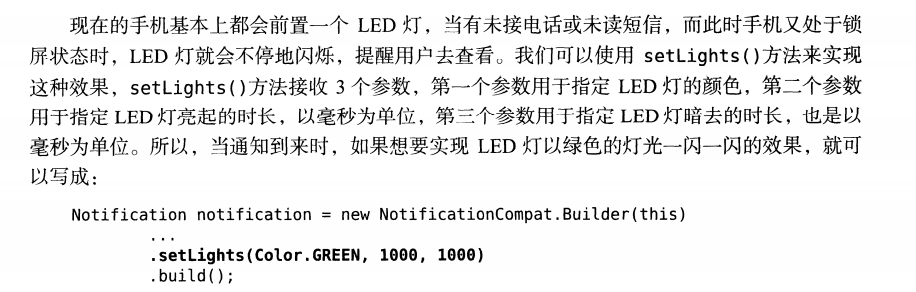 现在的手机基本上都会前置一个 LED 灯，当有未接电话或未读短信，而此时手机又处于锁
屏状态时，LED 灯就会不停地闪烁，提醒用户去查看。我们可以使用 setLights()方法来实现
这种效果，setLights()方法接收 3 个参数，第一个参数用于指定 LED 灯的颜色，第二个参数
用于指定 LED 灯亮起的时长，以毫秒为单位，第三个参数用于指定 LED 灯暗去的时长，也是以
毫秒为单位。所以，当通知到来时，如果想要实现 LED 灯以绿色的灯光一闪一闪的效果，就可
以写成：
Notification notification = new NotificationCompat.Builder(this)
...
.setLights(Color.GREEN, 1000, 1000)
.build();